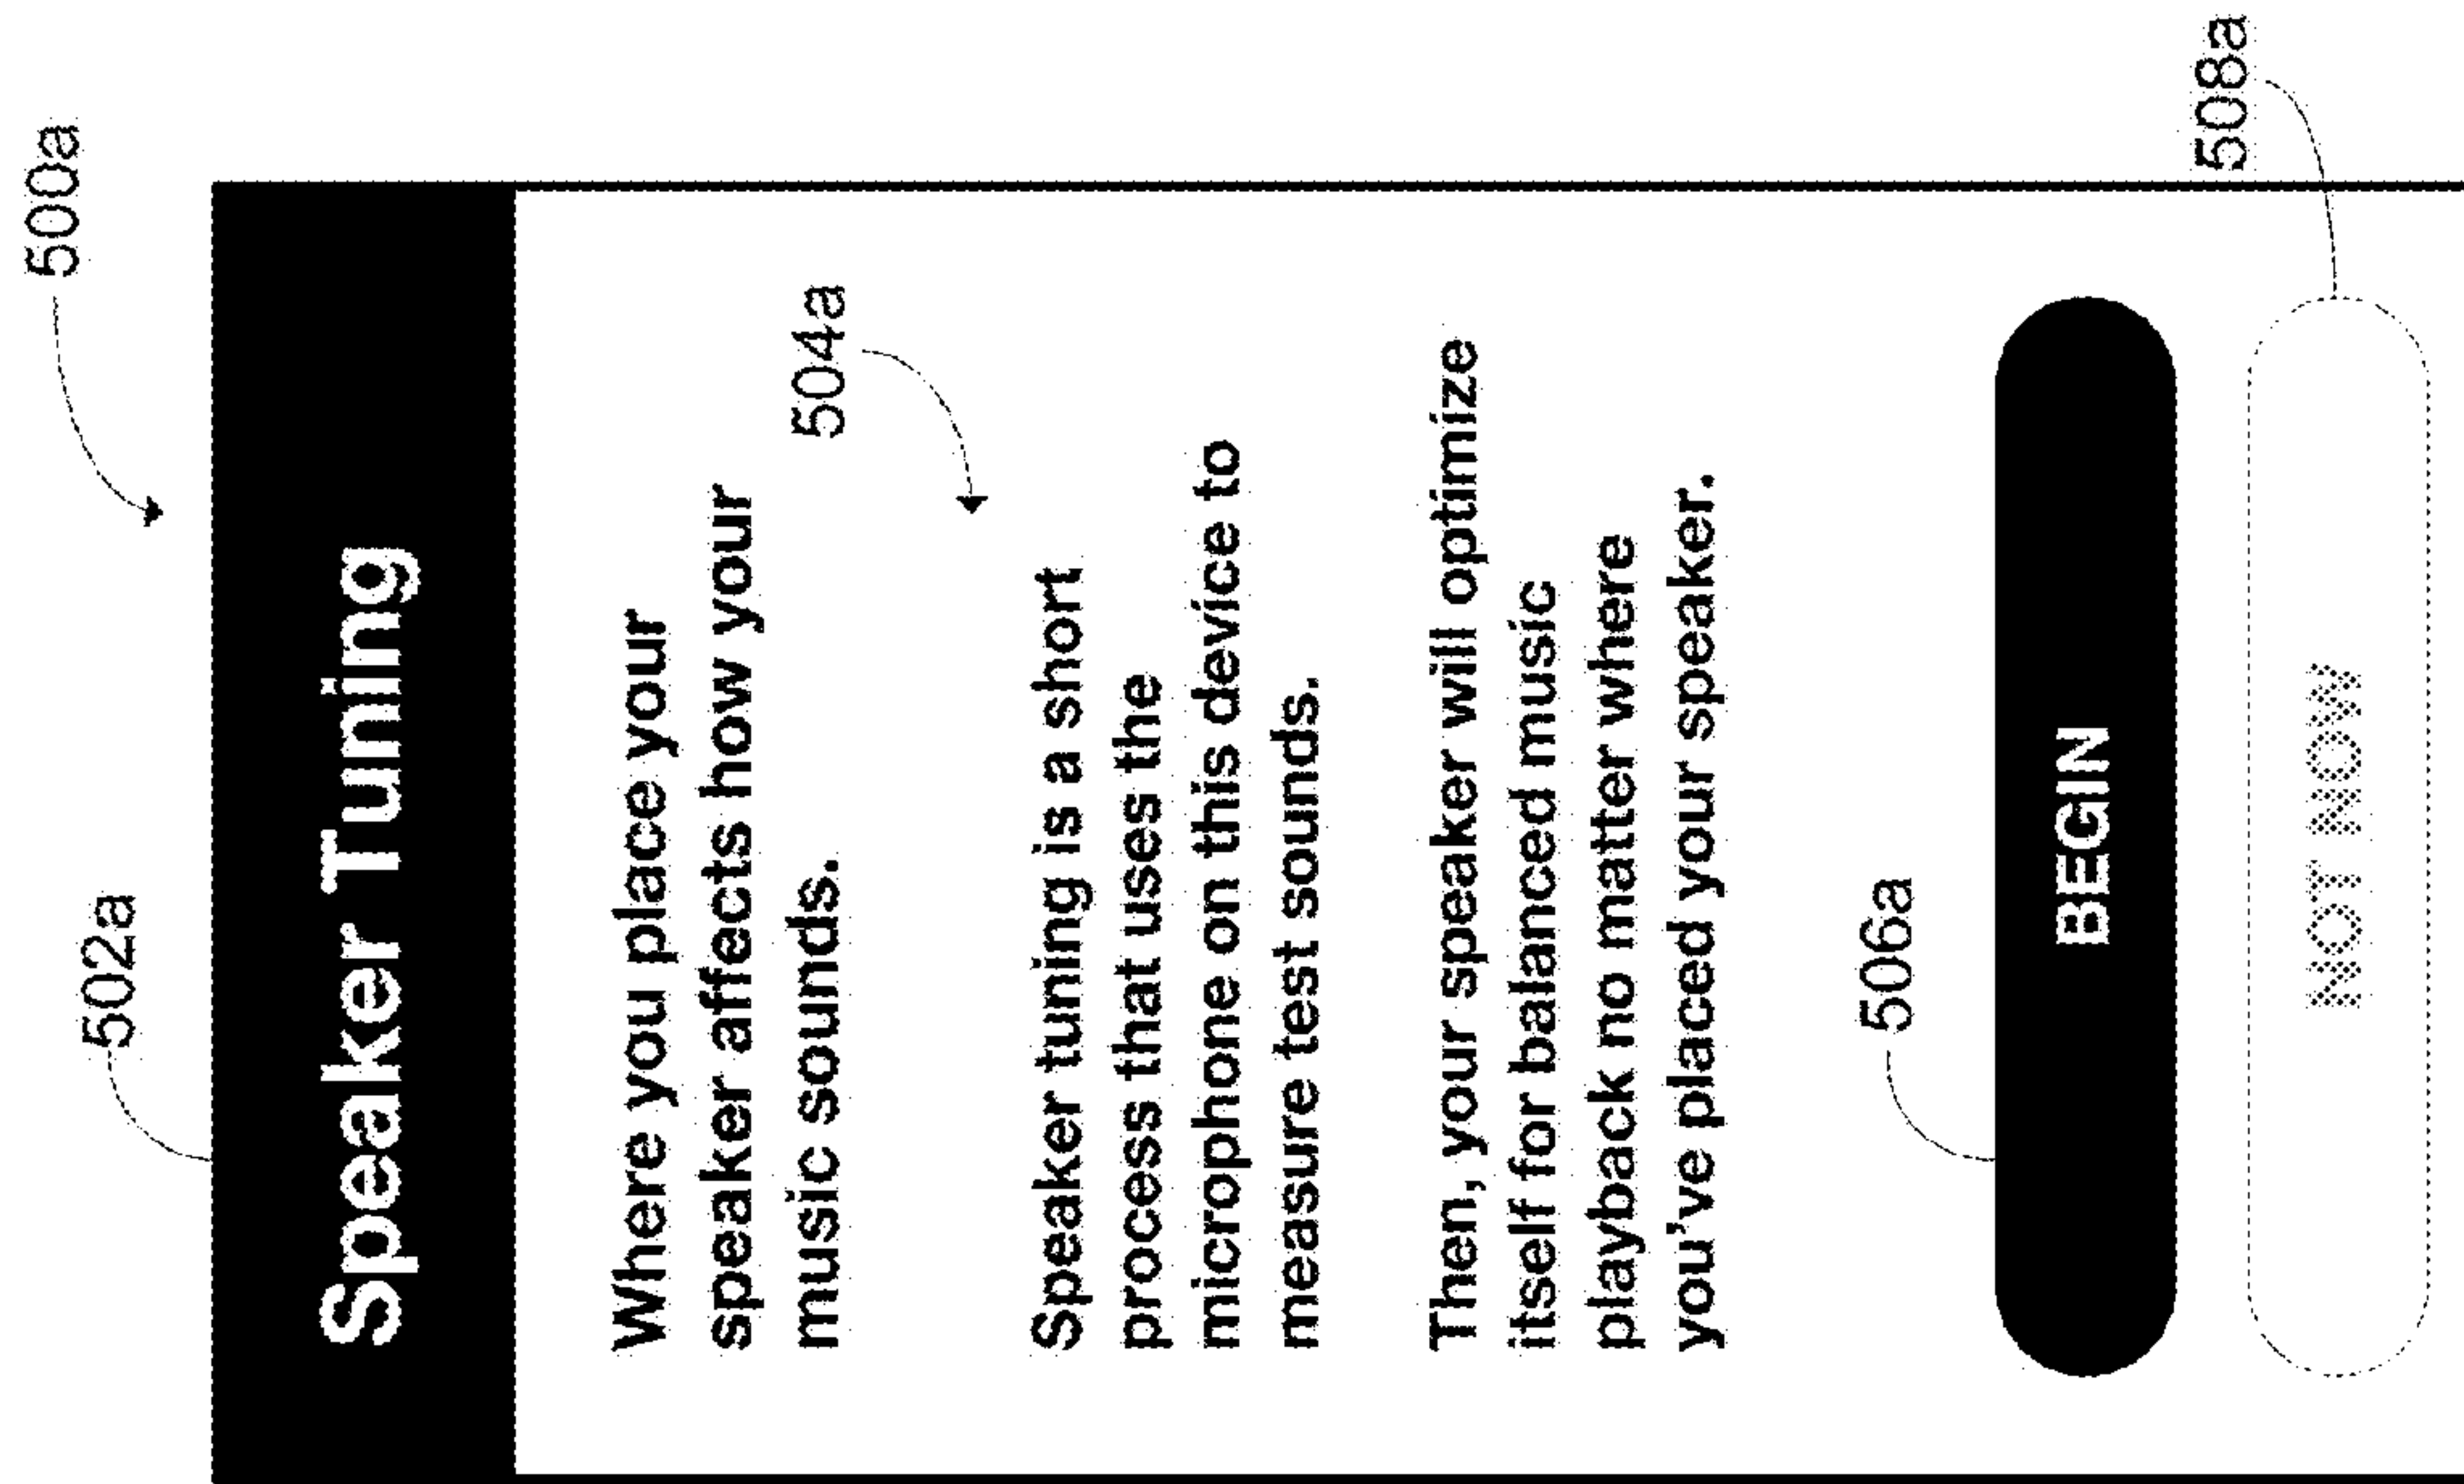 500a
502a
Speaker Tuning
Where you place your
speaker affects how your
music sounds.
504a
Speaker tuning is a short
process that uses the
microphone on this device to
measure test sounds.
Then, your speaker will optimize
itself for balanced music
playback no matter where
you've placed your speaker.
506a
BEGIN
508a
NOT NOW